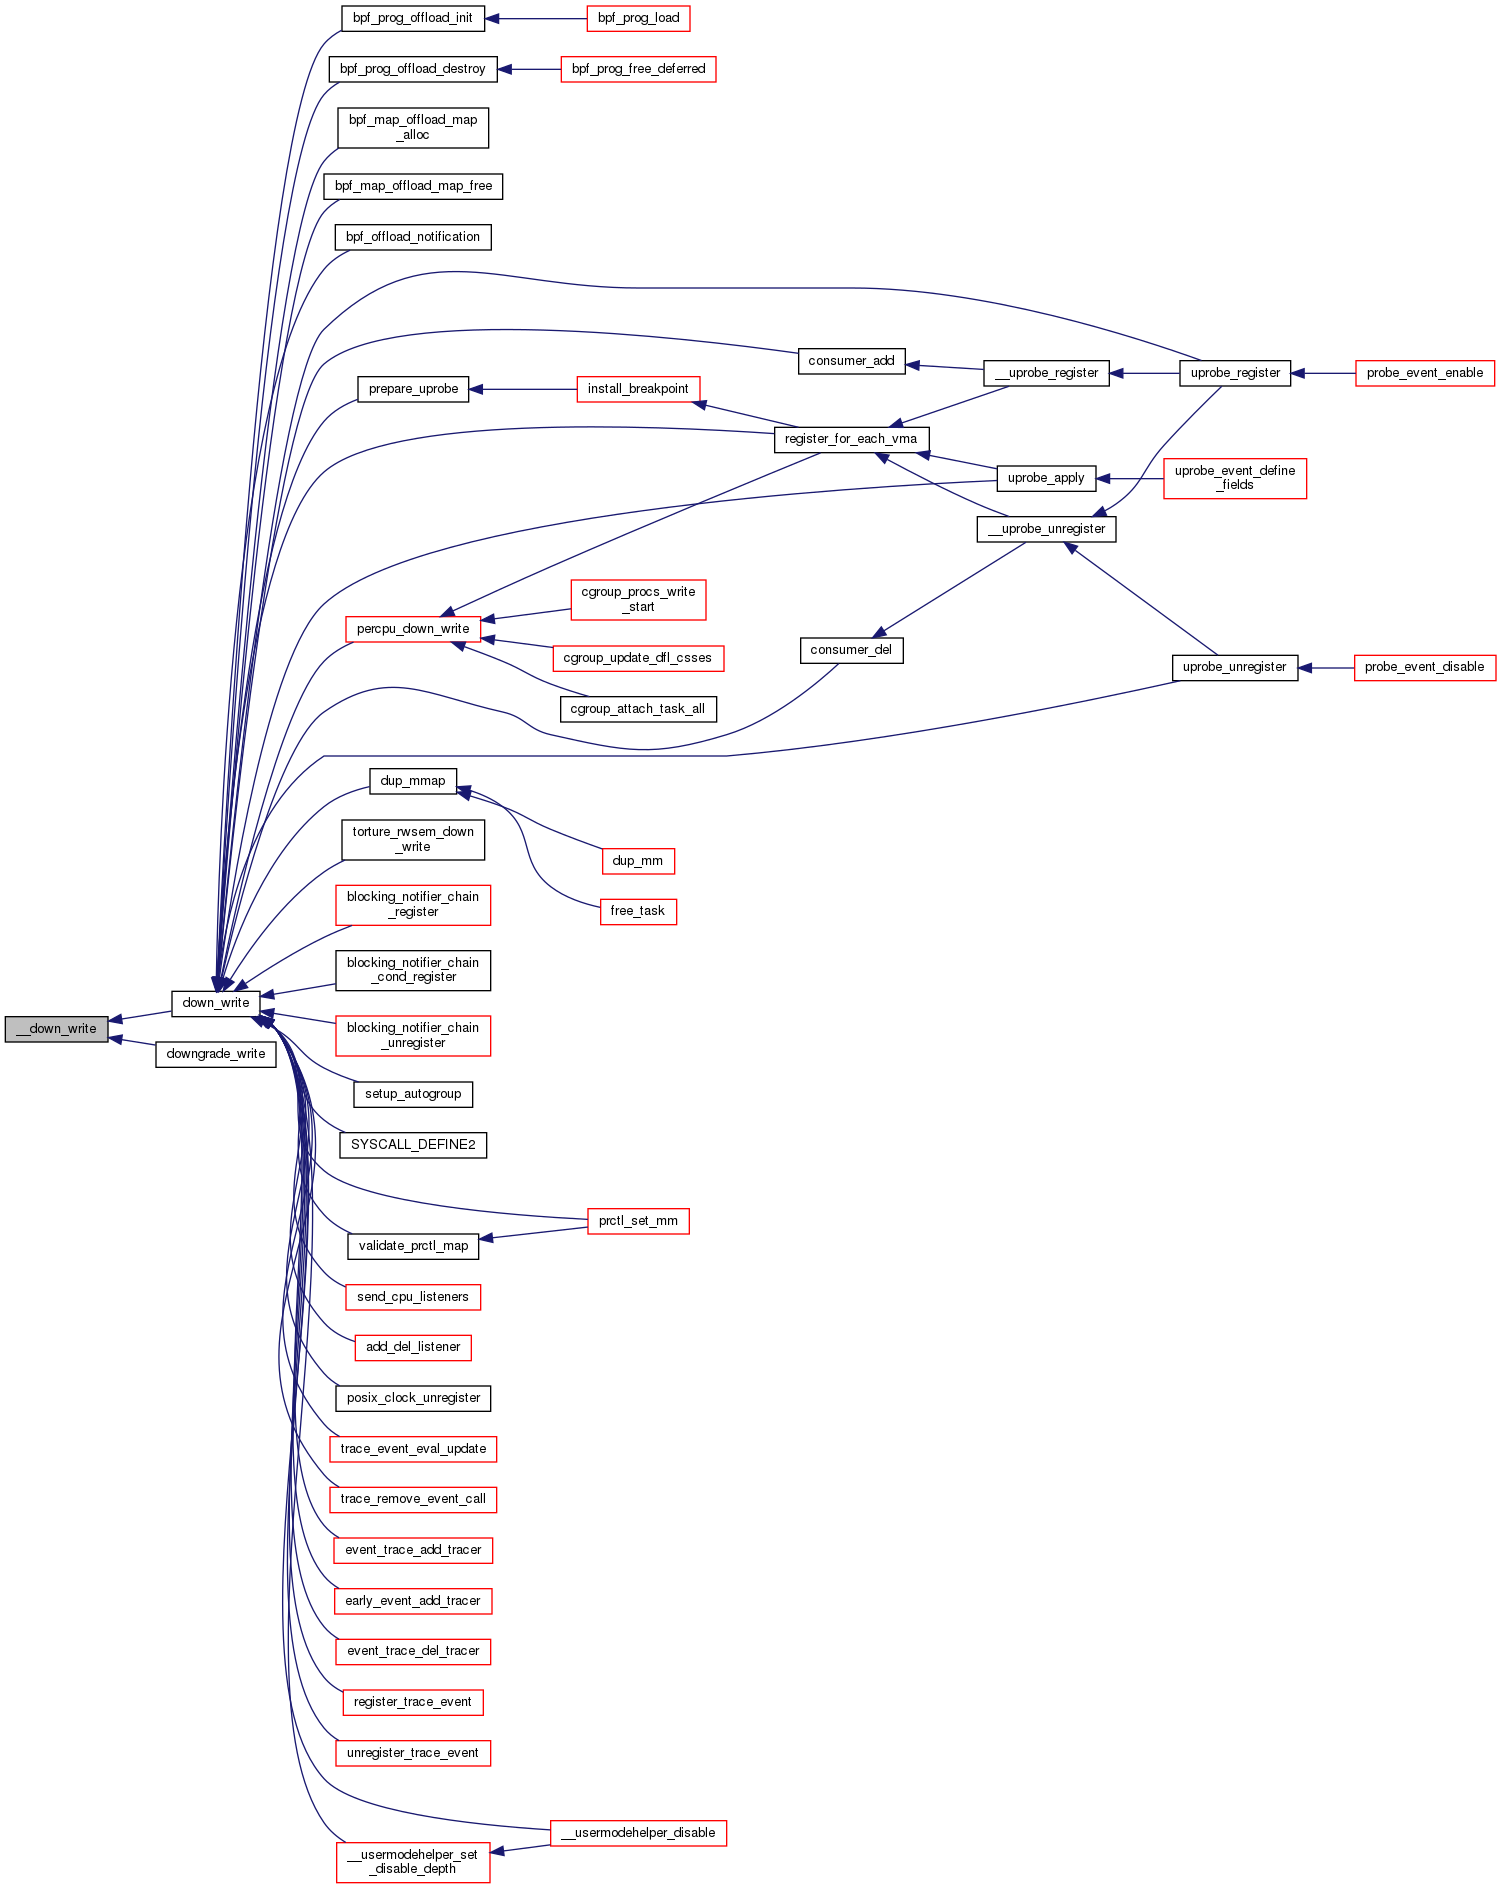 bpf_prog_offload_init
bpf_prog_load
bpf_prog_offload_destroy
bpf_prog_free_deferred
bpf_map_offload_map
_alloc
bpf_map_offload_map_free
bpf_offload_notification
consumer_add
__uprobe_register
uprobe_register
probe_event_enable
prepare_uprobe
install_breakpoint
register_for_each_vma
uprobe_apply
uprobe_event_define
_fields
__uprobe_unregister
percpu_down_write
cgroup_procs_write
_start
cgroup_update_dfl_csses
cgroup_attach_task_all
consumer_del
uprobe_unregister
probe_event_disable
dup_mmap
torture_rwsem_down
_write
dup_mm
free_task
blocking_notifier_chain
_register
blocking_notifier_chain
_cond_register
down_write
__down_write
downgrade_write
blocking_notifier_chain
_unregister
setup_autogroup
SYSCALL_DEFINE2
prctl_set_mm
validate_prctl_map
send_cpu_listeners
add_del_listener
posix_clock_unregister
trace_event_eval_update
trace_remove_event_call
event_trace_add_tracer
early_event_add_tracer
event_trace_del_tracer
register_trace_event
unregister_trace_event
__usermodehelper_disable
__usermodehelper_set
_disable_depth